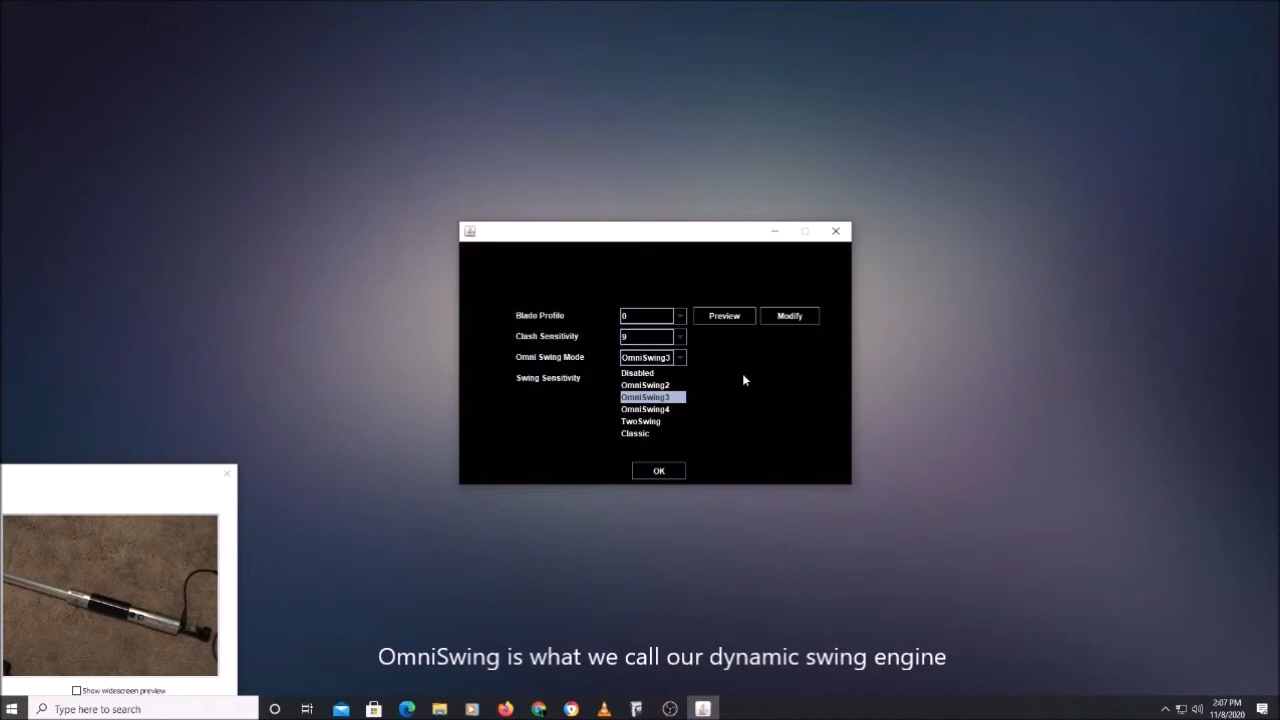 Blade Profile 0 Preview Modify
Clash Sensitivity 9
Omni Swing Mode OmniSwing3
Disabled
Swing Sensitivity
OmniSwing2
OmniSwing3
OmniSwing4
TwoSwing
Classic
OK
OmniSwing is what we call our dynamic swing engine
Show widescreen preview
Type here to search
2:07 PM
11/8/2020